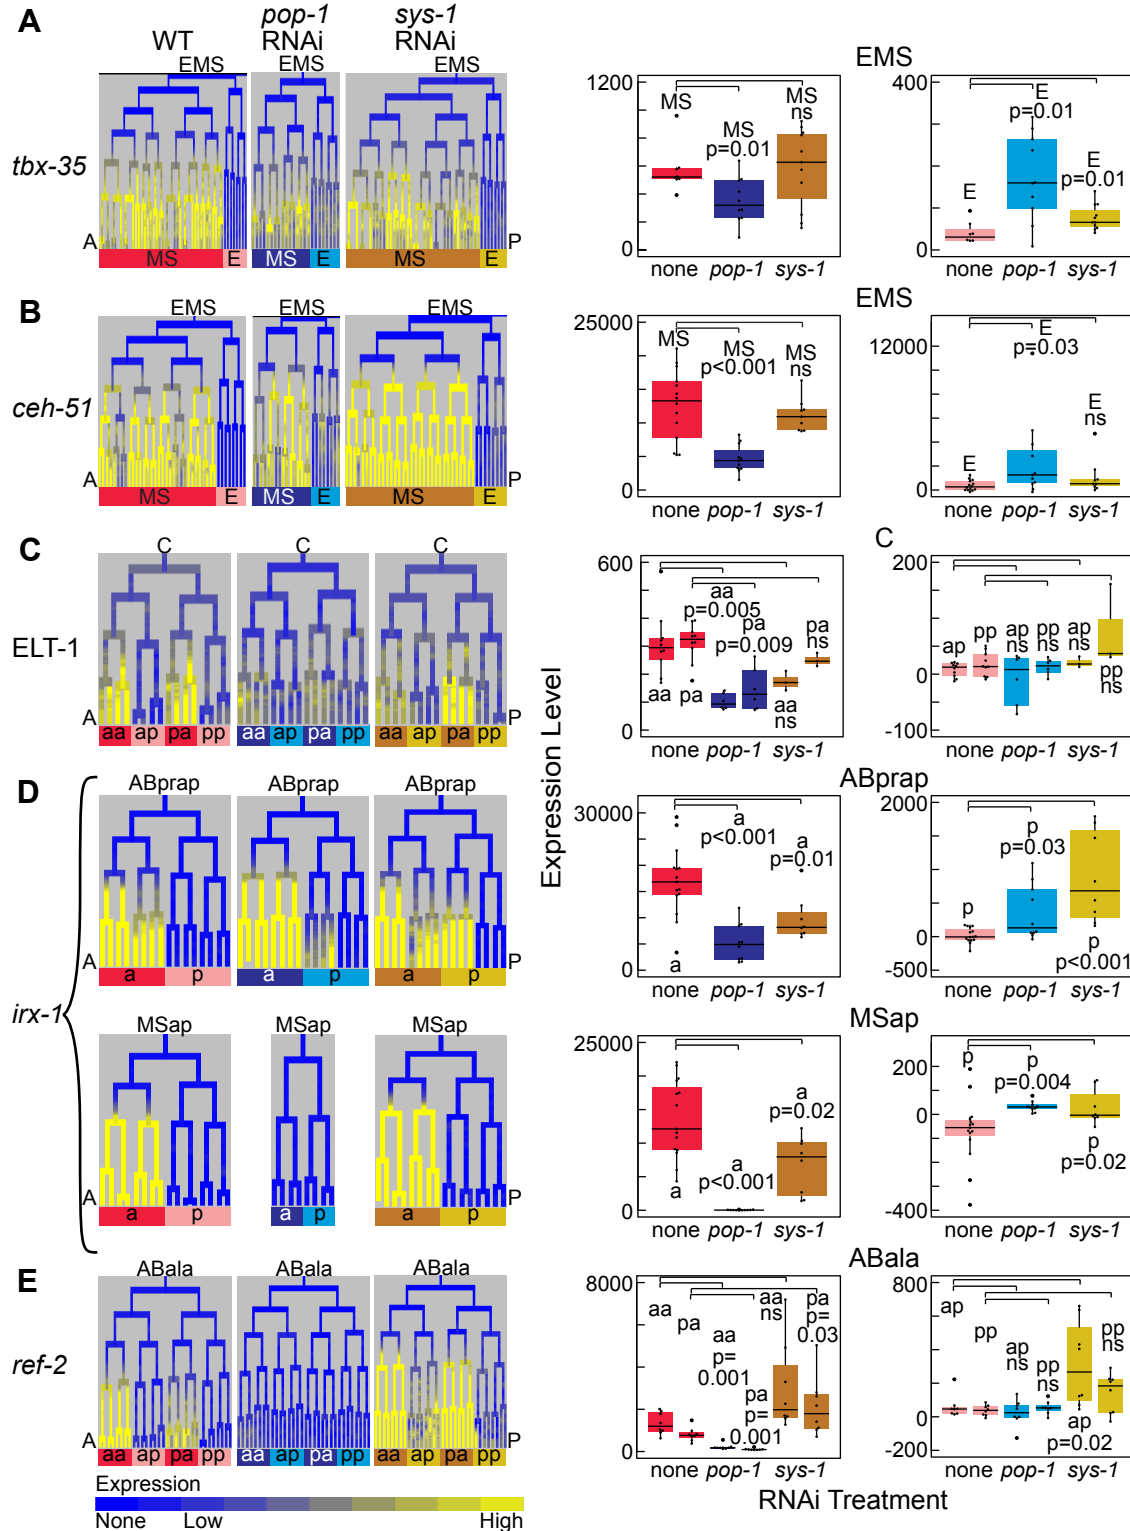 A
WT
pop-1
RNAi
sys-1
RNAi
EMS
EMS
EMS
tbx-35
A
P
MS
E
MS
E
MS
E
EMS
1200
0
MS
MS
p=0.01
MS
ns
none
pop-1
sys-1
400
0
E
E
p=0.01
E
p=0.01
none
pop-1
sys-1
B
EMS
EMS
EMS
ceh-51
A
P
MS
E
MS
E
MS
E
EMS
25000
0
MS
MS
p<0.001
MS
ns
none
pop-1
sys-1
12000
0
E
E
p=0.03
E
ns
none
pop-1
sys-1
C
C
C
C
ELT-1
A
P
aa
ap
pa
pp
aa
ap
pa
pp
aa
ap
pa
pp
C
600
0
aa
pa
aa
p=0.005
pa
p=0.009
aa
ns
pa
ns
none
pop-1
sys-1
200
0
-100
ap
pp
ap
ns
pp
ns
ap
ns
pp
ns
none
pop-1
sys-1
Expression Level
D
irx-1
ABprap
ABprap
ABprap
A
P
a
p
a
p
a
p
ABprap
30000
0
a
a
p<0.001
a
p=0.01
none
pop-1
sys-1
2000
0
-500
p
p
p=0.03
p
p<0.001
none
pop-1
sys-1
MSap
MSap
MSap
A
P
a
p
a
p
a
p
MSap
25000
0
a
a
p<0.001
a
p=0.02
none
pop-1
sys-1
200
0
-400
p
p
p=0.004
p
p=0.02
none
pop-1
sys-1
E
ABala
ABala
ABala
ref-2
A
P
aa
ap
pa
pp
aa
ap
pa
pp
aa
ap
pa
pp
ABala
8000
0
aa
pa
aa
p=
0.001
pa
p=
0.001
aa
ns
pa
p=
0.03
none
pop-1
sys-1
800
0
-200
ap
pp
ap
ns
pp
ns
ap
p=0.02
pp
ns
none
pop-1
sys-1
RNAi Treatment
Expression
None
Low
High